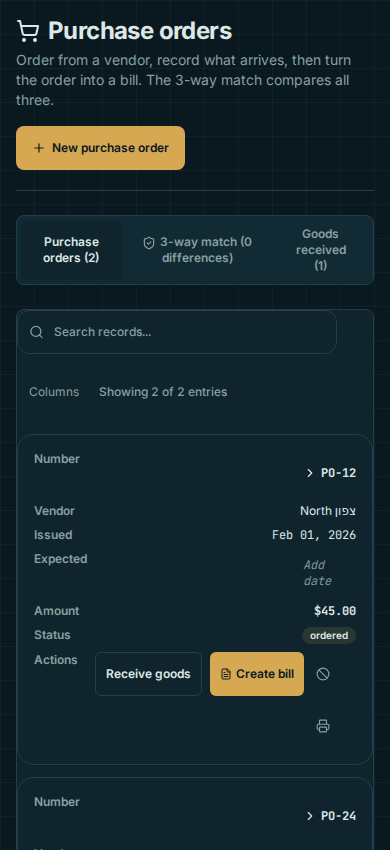 Purchase orders
Order from a vendor, record what arrives, then turn
the order into a bill. The 3-way match compares all
three.
New purchase order
Purchase
orders (2)
3-way match (0
differences)
Goods
received
(1)
Search records...
Columns
Showing 2 of 2 entries
Number
PO-12
Vendor
North צפון
Issued
Feb 01, 2026
Expected
Add
date
Amount
$45.00
Status
ordered
Actions
Receive goods
Create bill
Number
PO-24